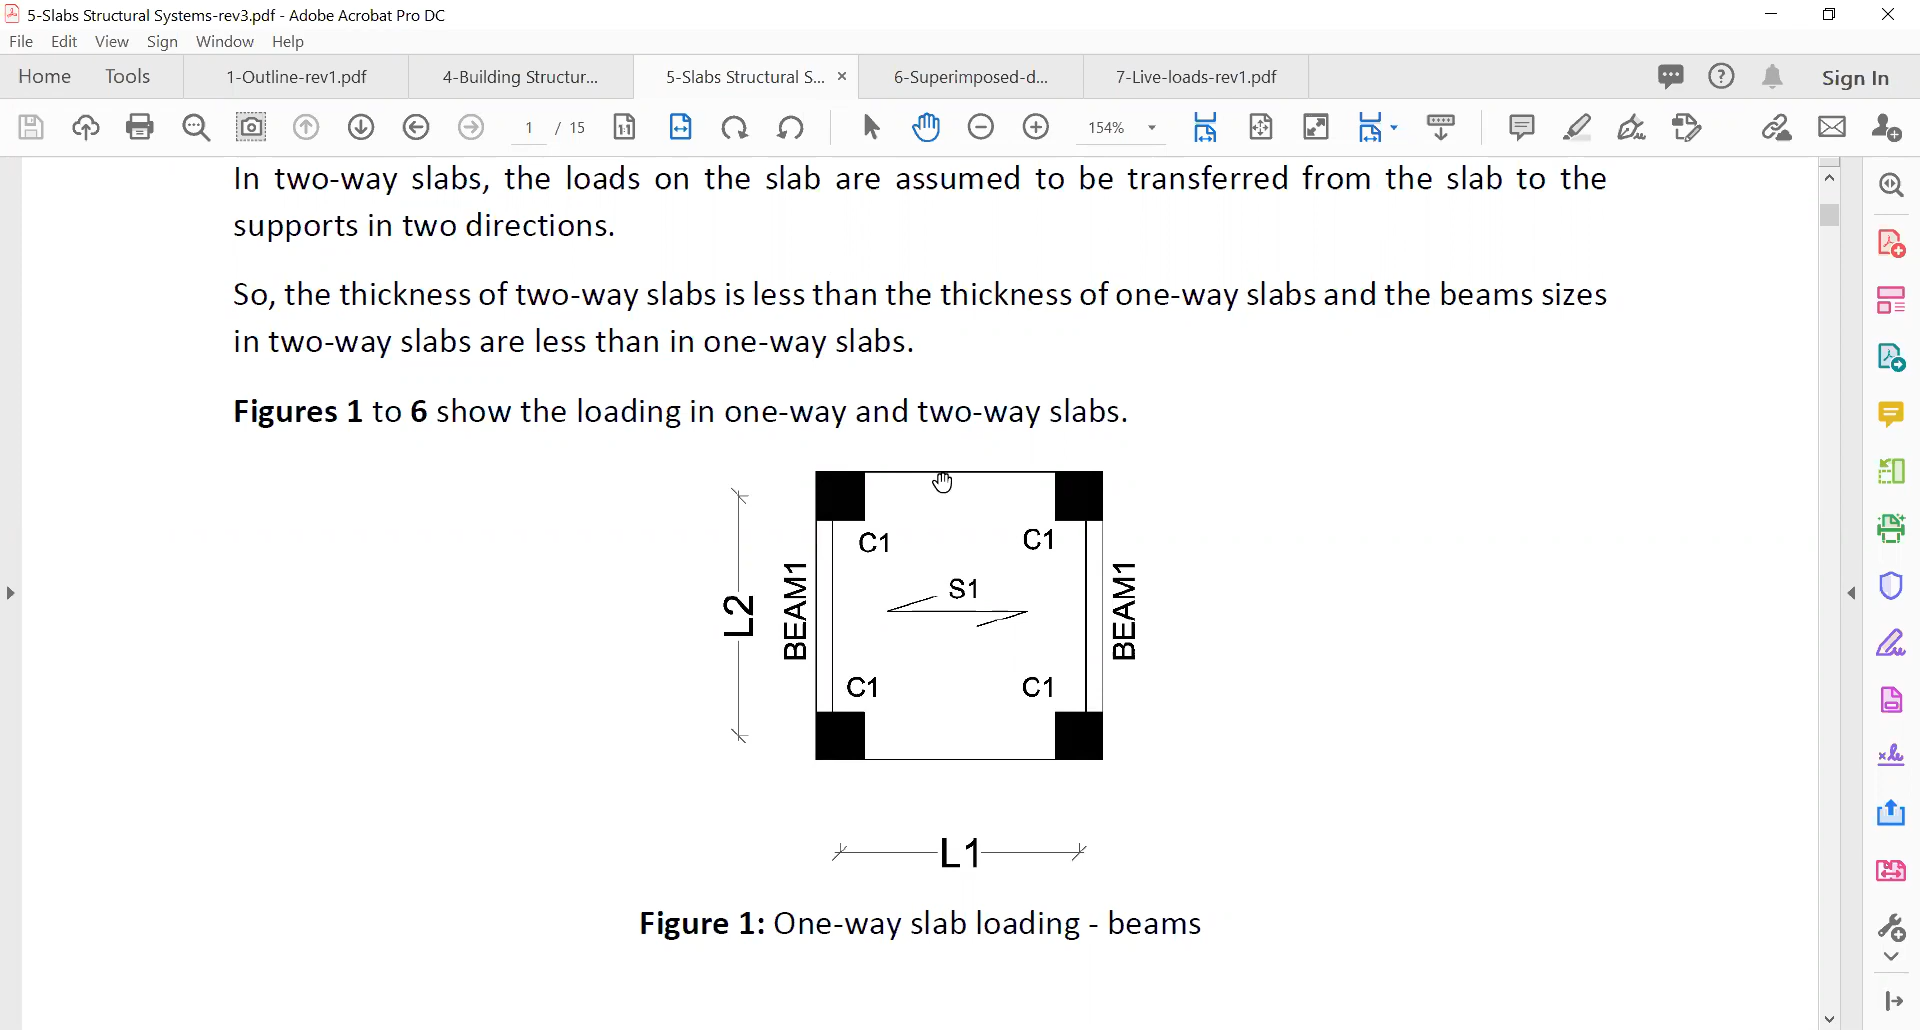 5-Slabs Structural Systems-rev3.pdf - Adobe Acrobat Pro DC
File Edit View Sign Window Help
Home Tools 1-Outline-rev1.pdf 4-Building Structur... 5-Slabs Structural S... × 6-Superimposed-d... 7-Live-loads-rev1.pdf Sign In
1 / 15 154%
In two-way slabs, the loads on the slab are assumed to be transferred from the slab to the
supports in two directions.
So, the thickness of two-way slabs is less than the thickness of one-way slabs and the beams sizes
in two-way slabs are less than in one-way slabs.
Figures 1 to 6 show the loading in one-way and two-way slabs.
C1 C1
S1
L2 BEAM1 BEAM1
C1 C1
L1
Figure 1: One-way slab loading - beams